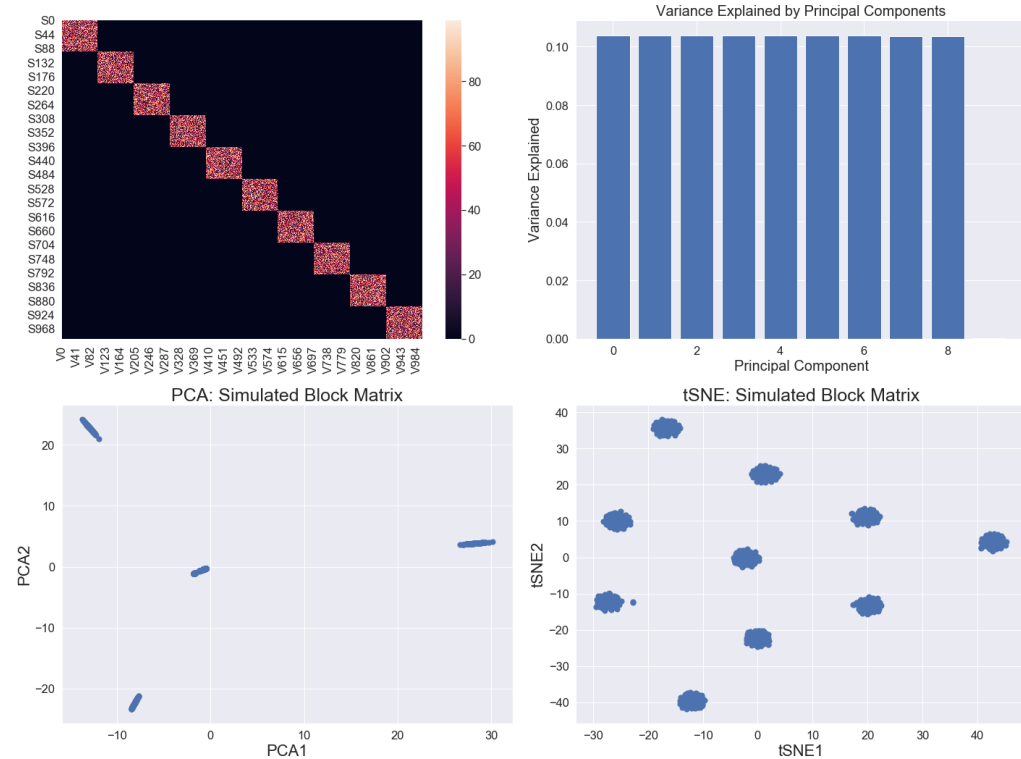 S0
S44
S88
S132
S176
S220
S264
S308
S352
S396
S440
S484
S528
S572
S616
S660
S704
S748
S792
S836
S880
S924
S968
V0
V41
V82
V123
V164
V205
V246
V287
V328
V369
V410
V451
V492
V533
V574
V615
V656
V697
V738
V779
V820
V861
V902
V943
V984
80
60
40
20
0
Variance Explained by Principal Components
Variance Explained
0.10
0.08
0.06
0.04
0.02
0.00
0 2 4 6 8
Principal Component
PCA: Simulated Block Matrix
PCA2
20
10
0
−10
−20
−10 0 10 20 30
PCA1
tSNE: Simulated Block Matrix
tSNE2
40
30
20
10
0
−10
−20
−30
−40
−30 −20 −10 0 10 20 30 40
tSNE1